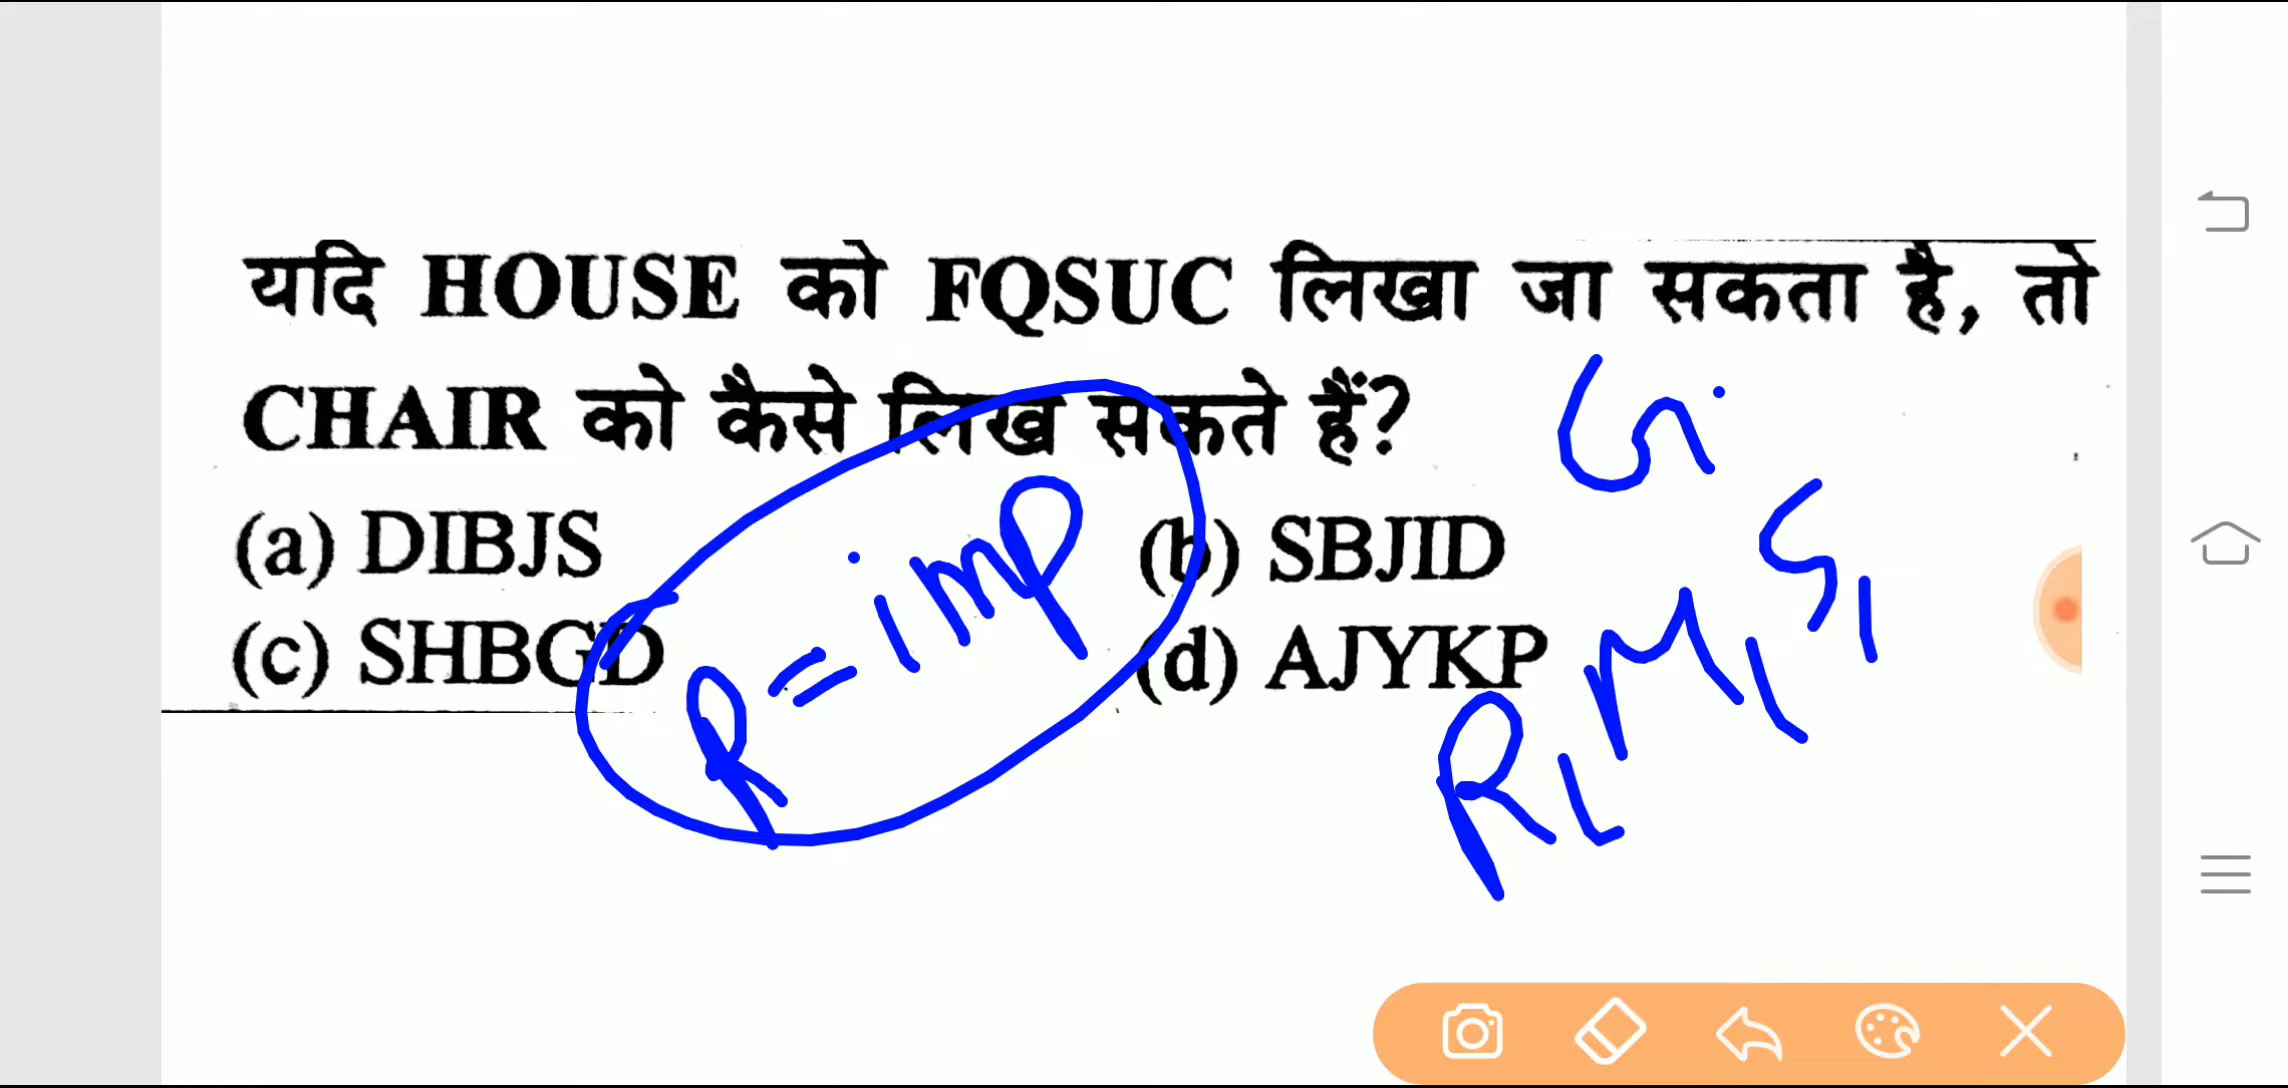 यदि HOUSE को FQSUC लिखा जा सकता है, तो
CHAIR को कैसे लिख सकते हैं?
(a) DIBJS (b) SBJID
(c) SHBGD (d) AJYKP
R = imp